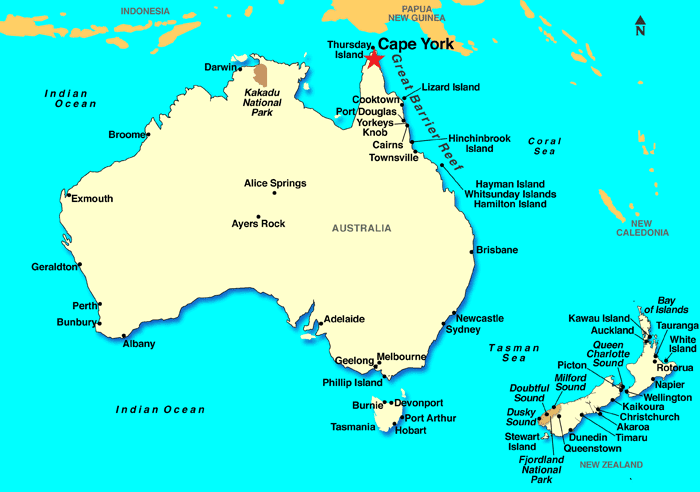 INDONESIA
PAPUA
NEW GUINEA
N
Thursday
Island
Cape York
Darwin
Kakadu
National
Park
Great Barrier Reef
Lizard Island
Indian
Ocean
Cooktown
Port Douglas
Yorkeys
Knob
Cairns
Townsville
Broome
Hinchinbrook
Island
Coral
Sea
Alice Springs
Hayman Island
Whitsunday Islands
Hamilton Island
Exmouth
Ayers Rock
AUSTRALIA
NEW
CALEDONIA
Brisbane
Geraldton
Perth
Bunbury
Albany
Adelaide
Newcastle
Sydney
Melbourne
Geelong
Phillip Island
Tasman
Sea
Bay
of islands
Kawau Island
Auckland
Tauranga
White
Island
Rotorua
Queen
Charlotte
Sound
Picton
Napier
Wellington
Milford
Sound
Doubtful
Sound
Dusky
Sound
Kaikoura
Christchurch
Akaroa
Timaru
Stewart
Island
Dunedin
Queenstown
Fjordland
National
Park
NEW ZEALAND
Indian Ocean
Burnie
Devonport
Port Arthur
Tasmania
Hobart